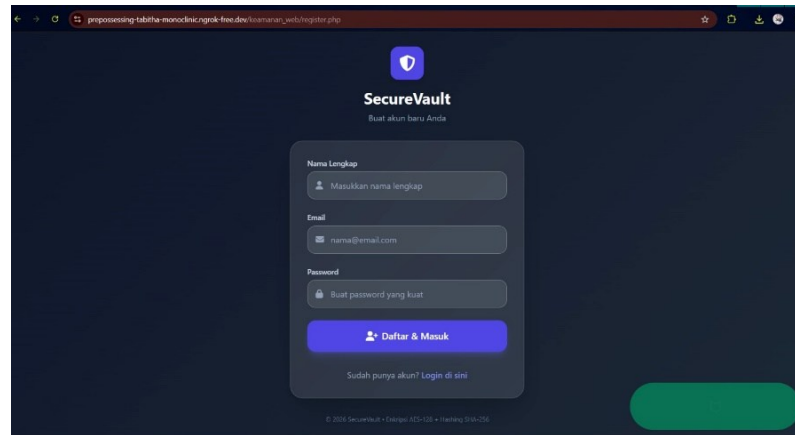 prepossessing-tabitha-monoclinic.ngrok-free.dev/keamanan_web/register.php
SecureVault
Buat akun baru Anda
Nama Lengkap
Masukkan nama lengkap
Email
nama@email.com
Password
Buat password yang kuat
Daftar & Masuk
Sudah punya akun? Login di sini
© 2026 SecureVault • Enkripsi AES-128 + Hashing SHA-256